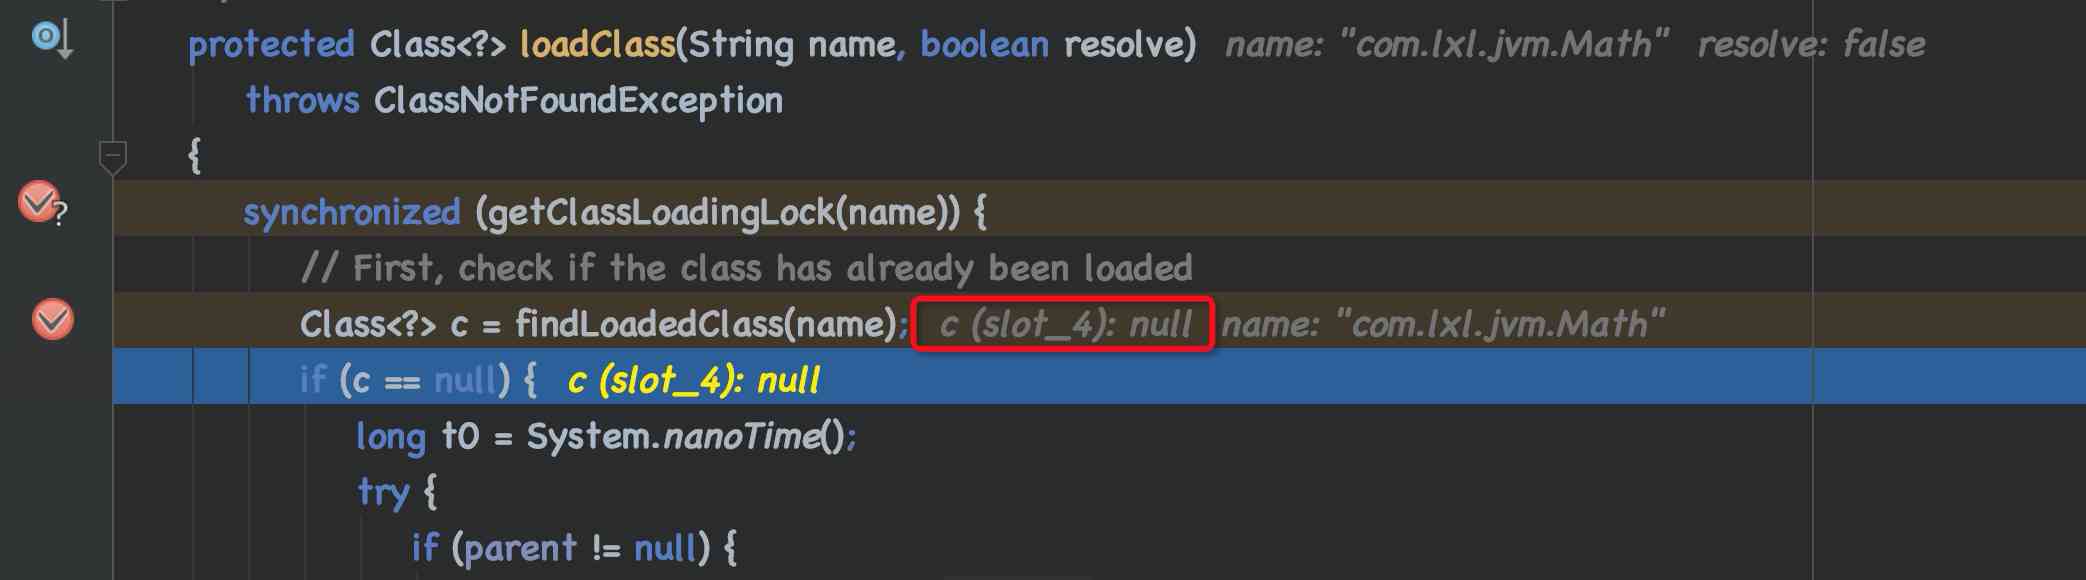 protected Class<?> loadClass(String name, boolean resolve) name: "com.lxl.jvm.Math" resolve: false
throws ClassNotFoundException
{
synchronized (getClassLoadingLock(name)) {
// First, check if the class has already been loaded
Class<?> c = findLoadedClass(name); c (slot_4): null name: "com.lxl.jvm.Math"
if (c == null) { c (slot_4): null
long t0 = System.nanoTime();
try {
if (parent != null) {